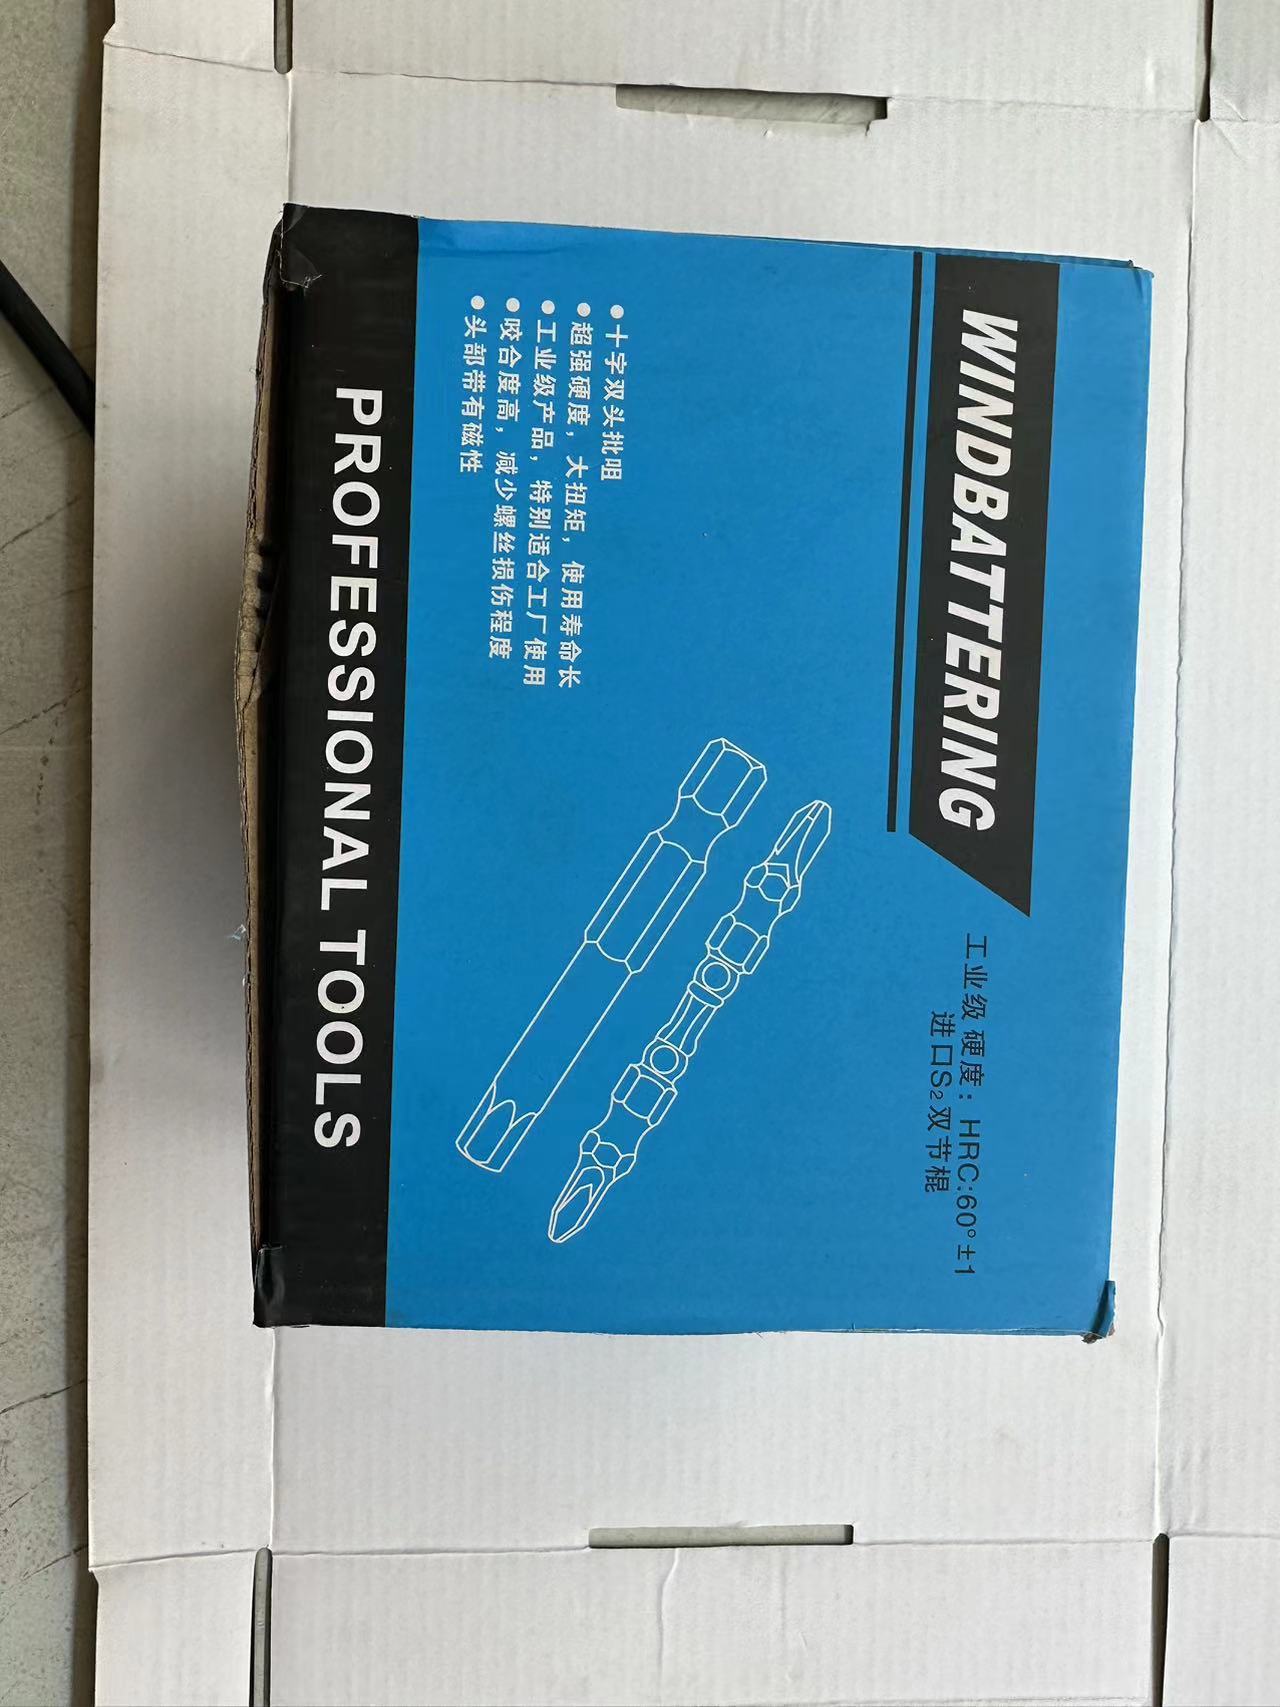 WINDBATTERING
工业级 硬度：HRC:60°±1
进口S2双节棍
●十字双头批咀
●超强硬度，大扭矩，使用寿命长
●工业级产品，特别适合工厂使用
●咬合度高，减少螺丝损伤程度
●头部带有磁性
PROFESSIONAL TOOLS